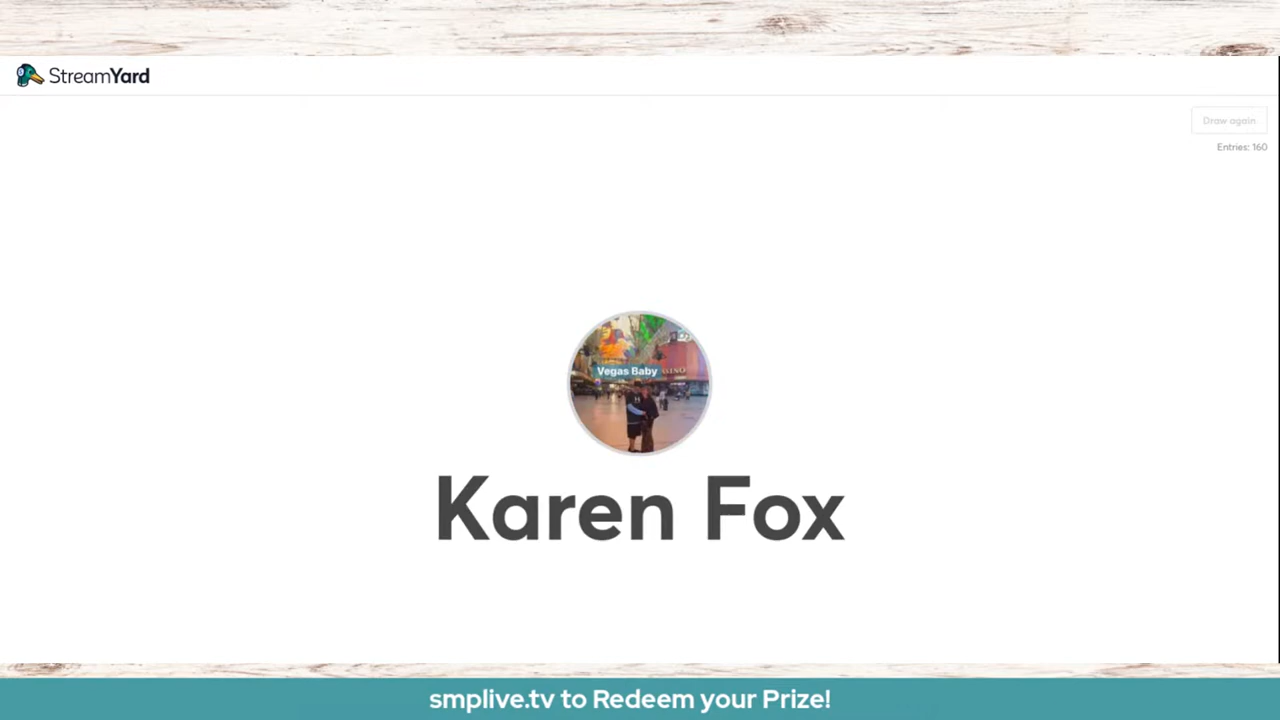 StreamYard
Draw again
Entries: 160
Vegas Baby
Karen Fox
smplive.tv to Redeem your Prize!